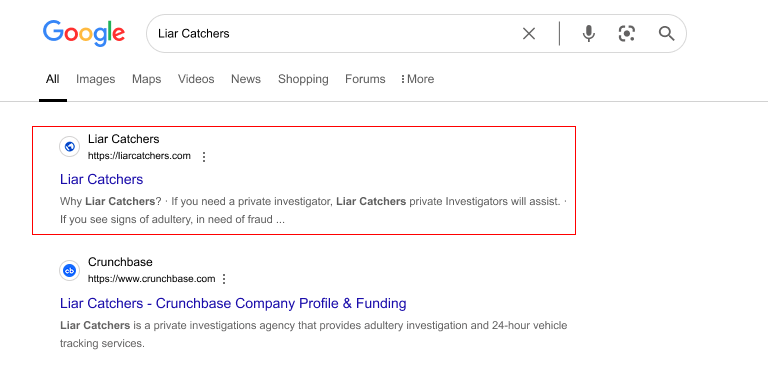 Google
Liar Catchers
All Images Maps Videos News Shopping Forums More
Liar Catchers
https://liarcatchers.com
Liar Catchers
Why Liar Catchers? · If you need a private investigator, Liar Catchers private Investigators will assist. ·
If you see signs of adultery, in need of fraud ...
cb
Crunchbase
https://www.crunchbase.com
Liar Catchers - Crunchbase Company Profile & Funding
Liar Catchers is a private investigations agency that provides adultery investigation and 24-hour vehicle
tracking services.